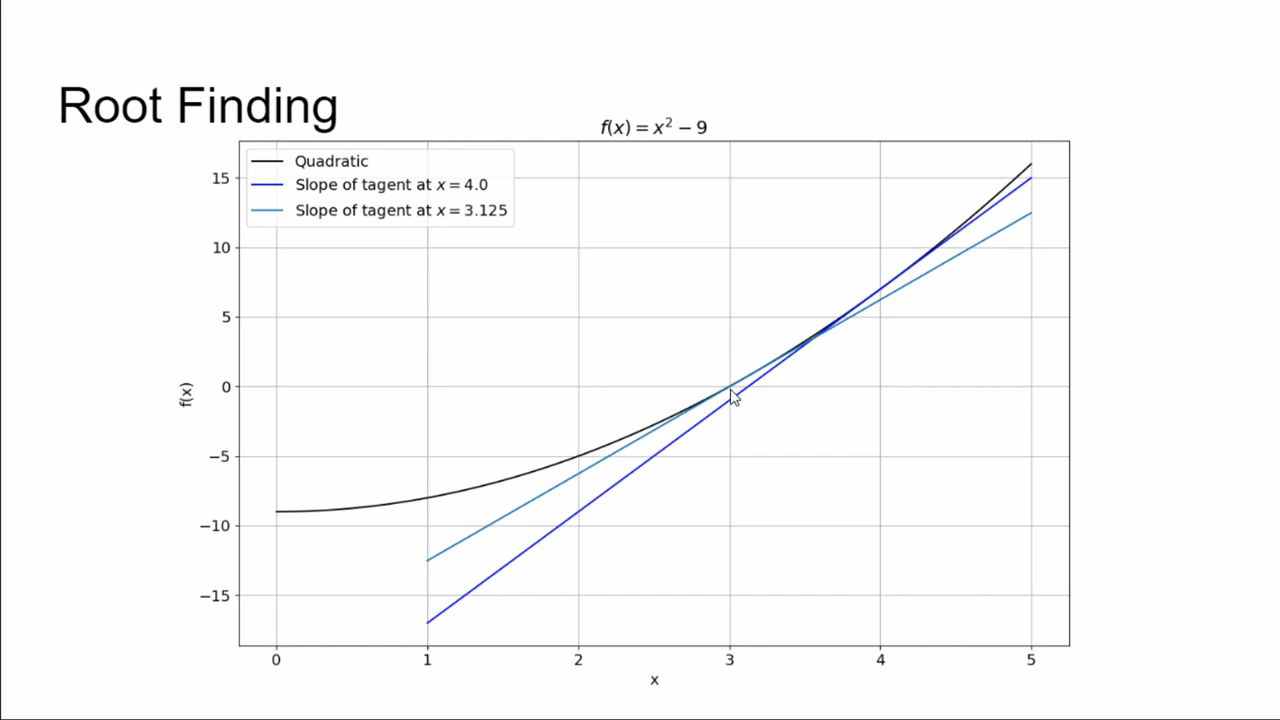 Root Finding
f(x) = x² − 9
Quadratic
Slope of tagent at x = 4.0
Slope of tagent at x = 3.125
15
10
5
0
−5
−10
−15
f(x)
0 1 2 3 4 5
x